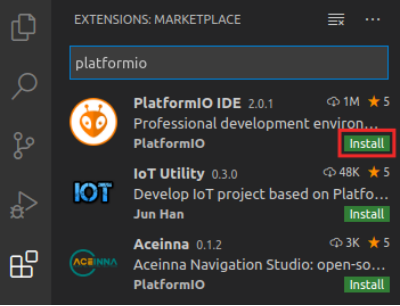 EXTENSIONS: MARKETPLACE
platformio
PlatformIO IDE 2.0.1 1M 5
Professional development environ...
PlatformIO Install
IOT
IoT Utility 0.3.0 48K 5
Develop IoT project based on Platfo...
Jun Han Install
ACEINNA
Aceinna 0.1.2 3K 5
Aceinna Navigation Studio: open-so...
PlatformIO Install